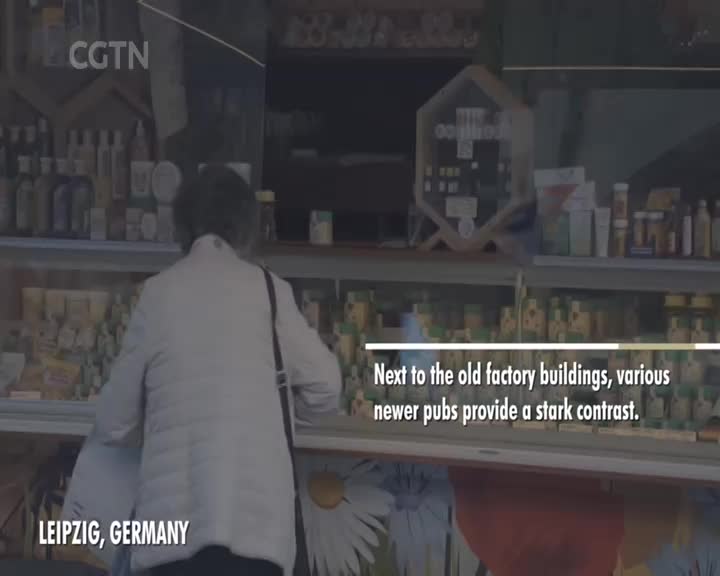 CGTN
Next to the old factory buildings, various
newer pubs provide a stark contrast.
LEIPZIG, GERMANY